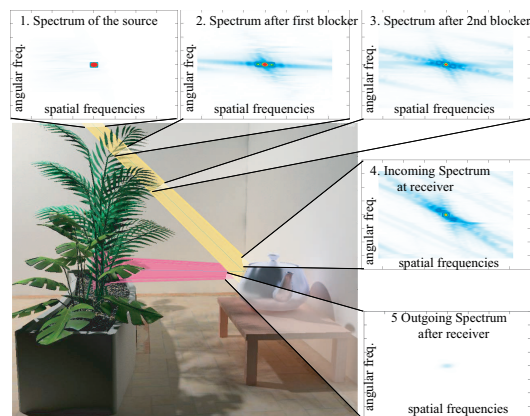 1. Spectrum of the source
angular freq.
spatial frequencies
2. Spectrum after first blocker
angular freq.
spatial frequencies
3. Spectrum after 2nd blocker
angular freq.
spatial frequencies
4. Incoming Spectrum
at receiver
angular freq.
spatial frequencies
5 Outgoing Spectrum
after receiver
angular freq.
spatial frequencies